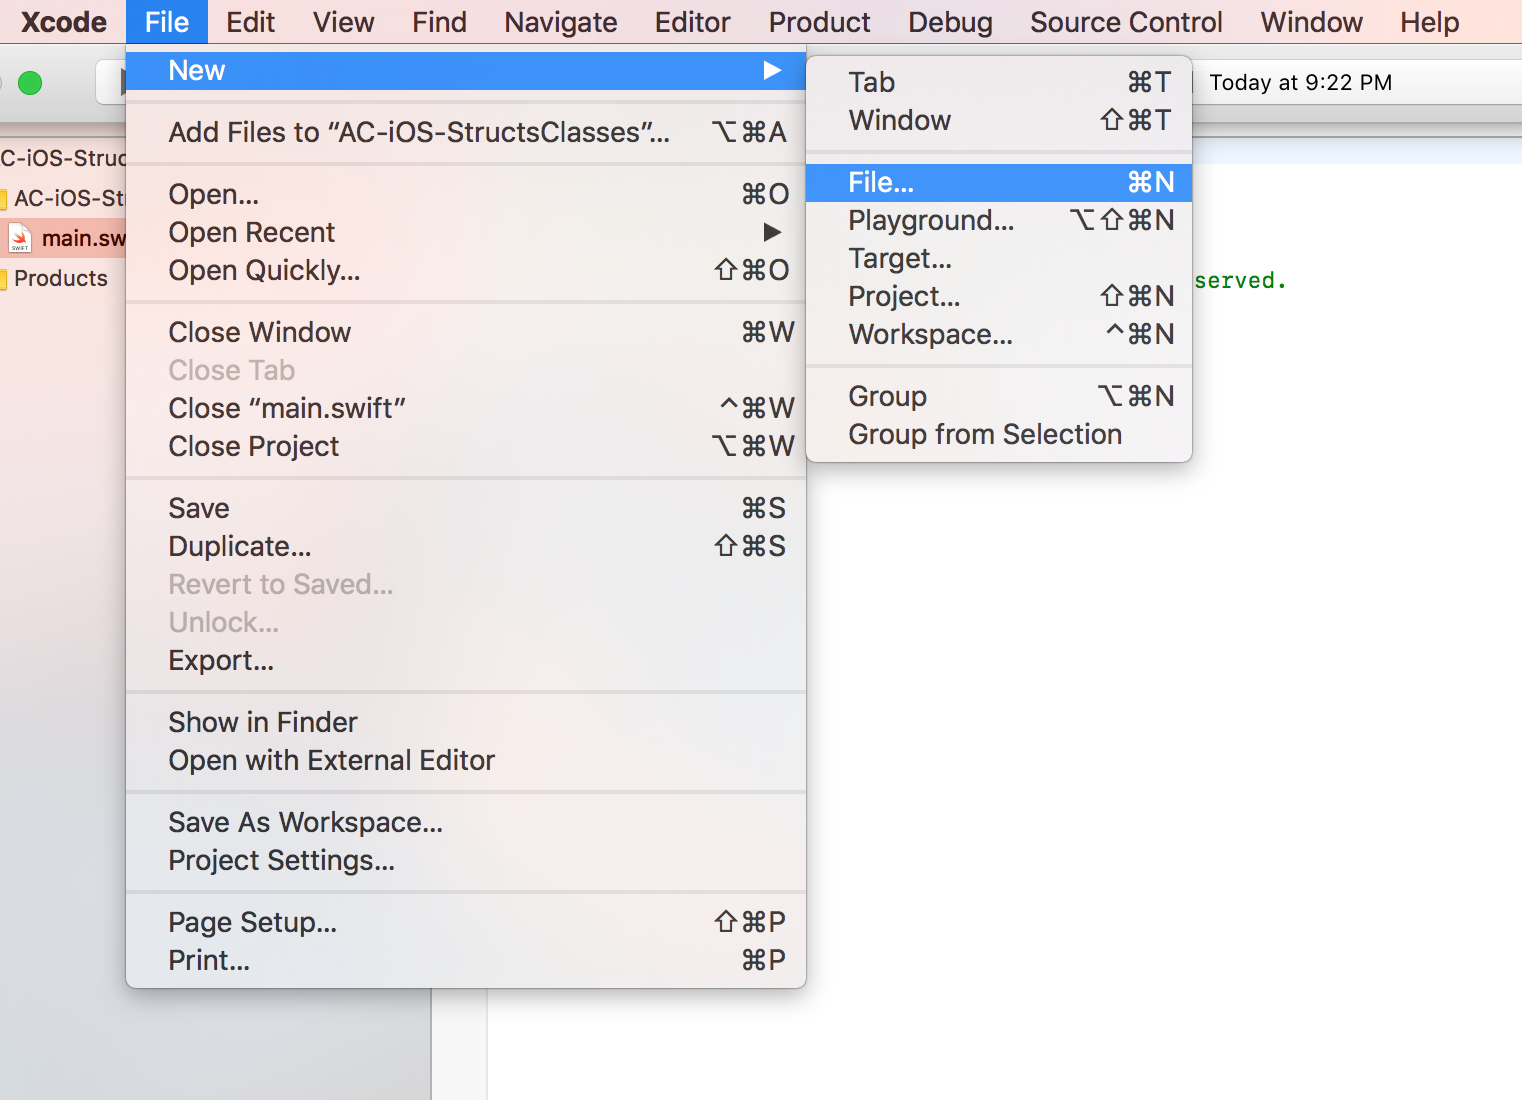 Xcode File Edit View Find Navigate Editor Product Debug Source Control Window Help
Today at 9:22 PM
New ▶
Add Files to “AC-iOS-StructsClasses”... ⌥⌘A
Open... ⌘O
Open Recent ▶
Open Quickly... ⇧⌘O
Close Window ⌘W
Close Tab
Close “main.swift” ^⌘W
Close Project ⌥⌘W
Save ⌘S
Duplicate... ⇧⌘S
Revert to Saved...
Unlock...
Export...
Show in Finder
Open with External Editor
Save As Workspace...
Project Settings...
Page Setup... ⇧⌘P
Print... ⌘P
Tab ⌘T
Window ⇧⌘T
File... ⌘N
Playground... ⌥⇧⌘N
Target...
Project... ⇧⌘N
Workspace... ^⌘N
Group ⌥⌘N
Group from Selection
C-iOS-Struc
AC-iOS-St
SWIFT
main.sw
Products
served.